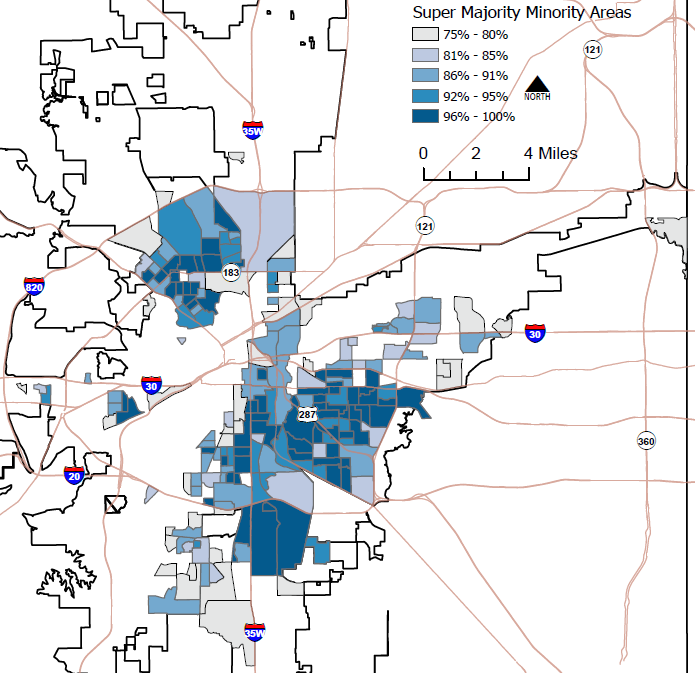 Super Majority Minority Areas
75% - 80%
81% - 85%
86% - 91%
92% - 95%
96% - 100%
NORTH
0 2 4 Miles
121
35W
121
183
820
30
30
287
360
20
35W